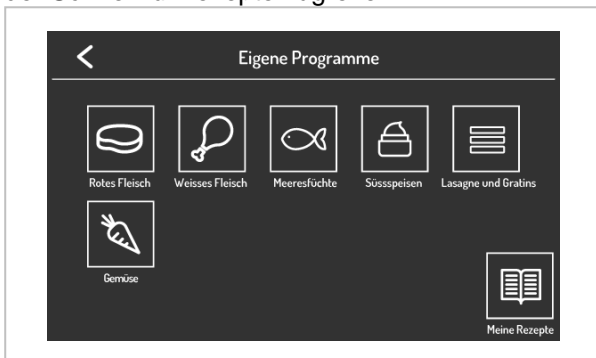 Eigene Programme
Rotes Fleisch Weisses Fleisch Meeresfüchte Süssspeisen Lasagne und Gratins
Gemüse
Meine Rezepte